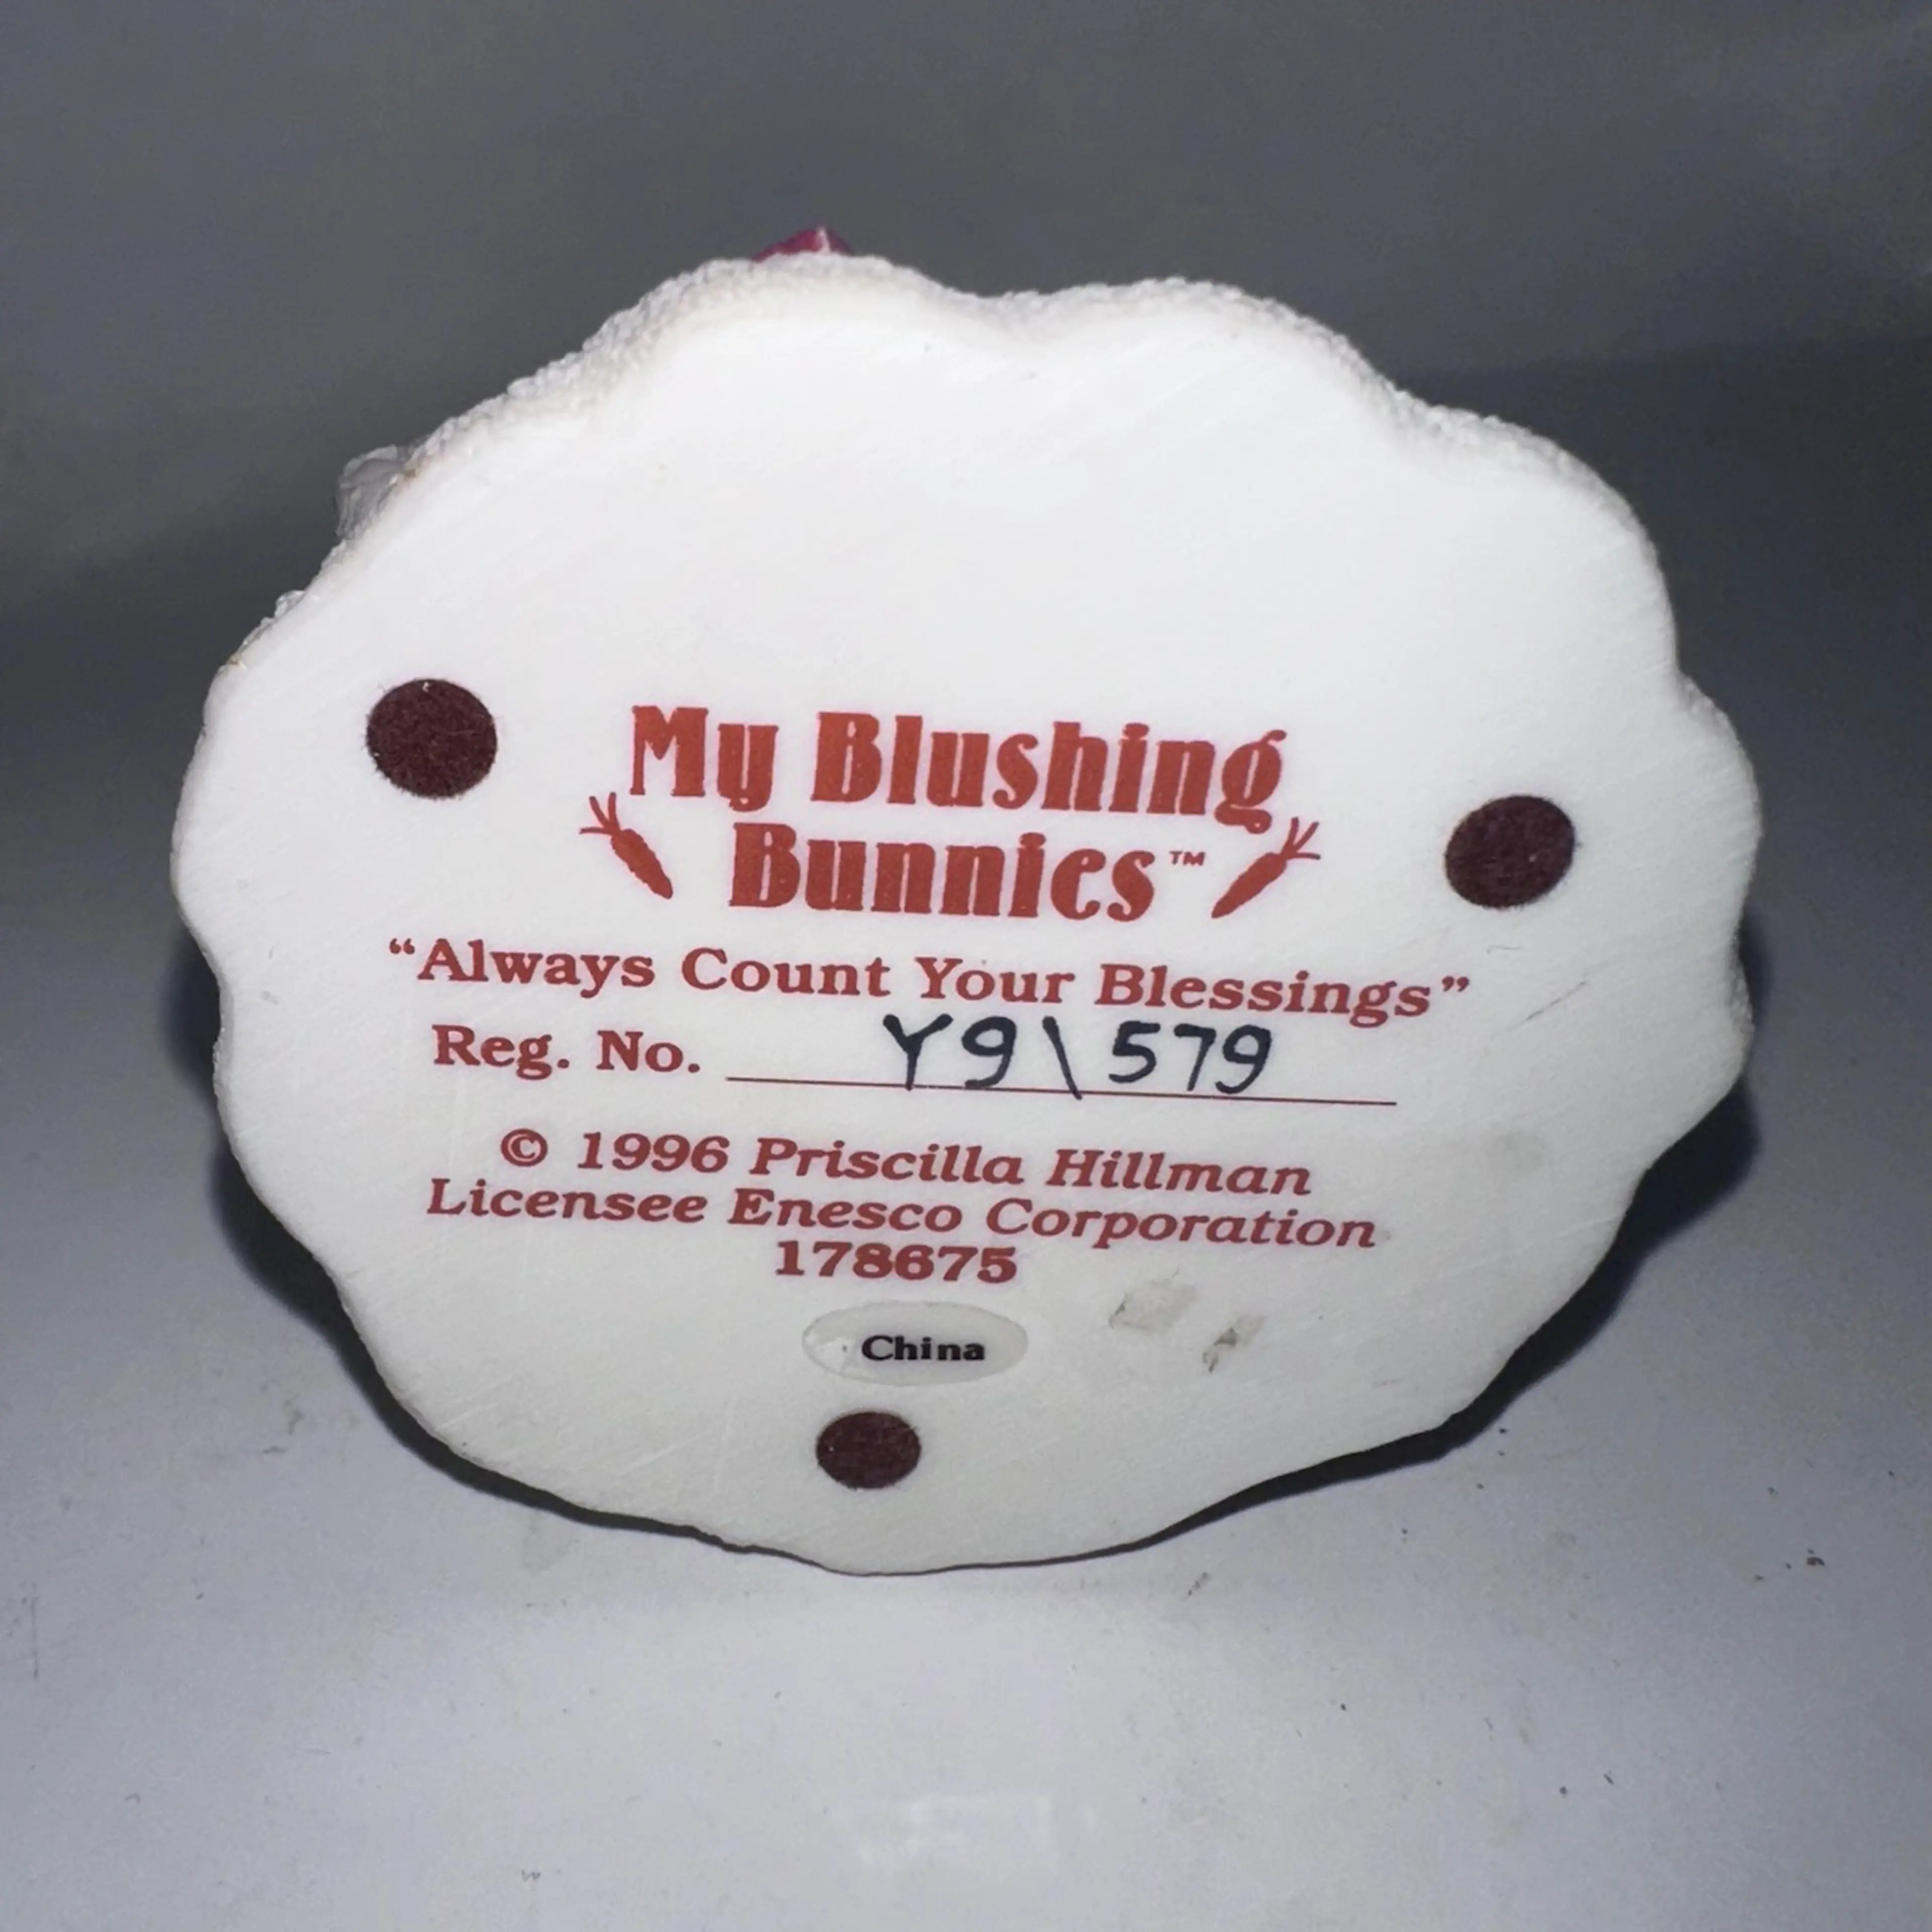 My Blushing
Bunnies™
“Always Count Your Blessings”
Reg. No. Y9\579
© 1996 Priscilla Hillman
Licensee Enesco Corporation
178675
China